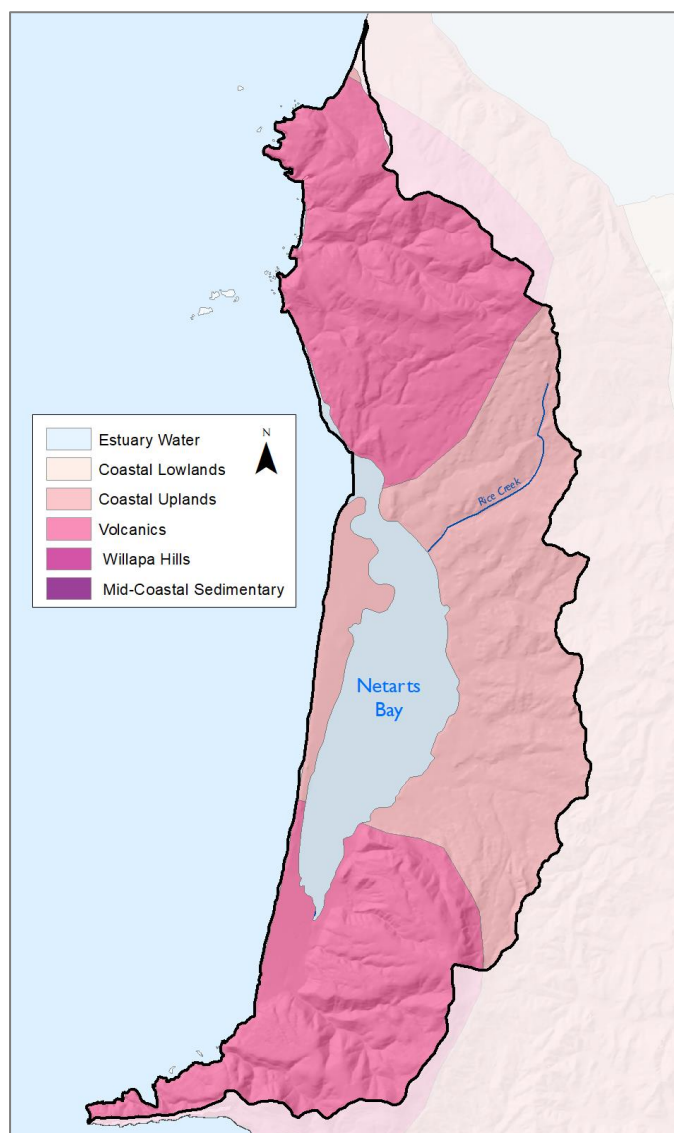 Estuary Water
N
Coastal Lowlands
Coastal Uplands
Volcanics
Willapa Hills
Mid-Coastal Sedimentary
Rice Creek
Netarts
Bay